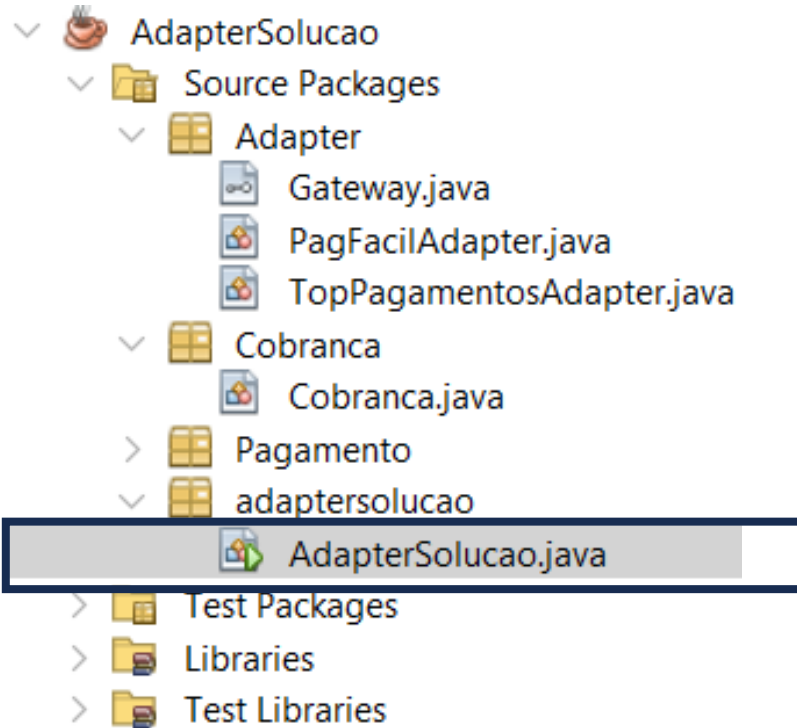 AdapterSolucao
Source Packages
Adapter
Gateway.java
PagFacilAdapter.java
TopPagamentosAdapter.java
Cobranca
Cobranca.java
Pagamento
adaptersolucao
AdapterSolucao.java
Test Packages
Libraries
Test Libraries